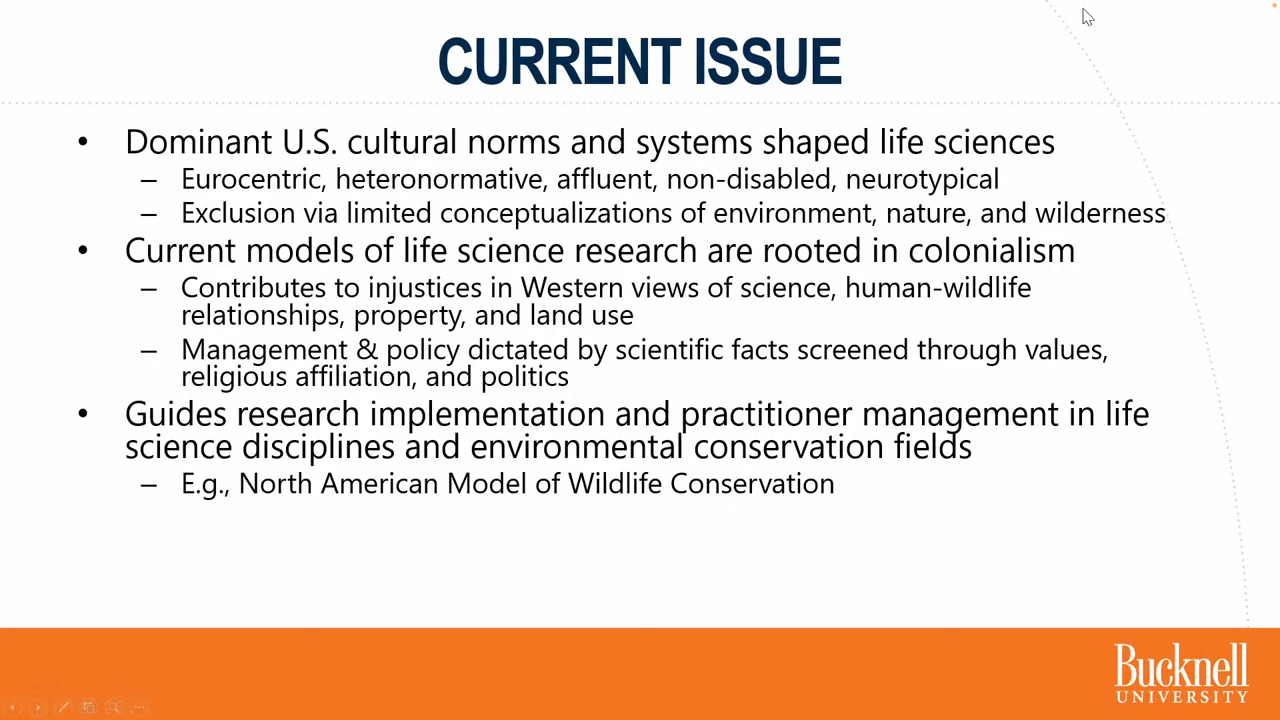 CURRENT ISSUE
• Dominant U.S. cultural norms and systems shaped life sciences
– Eurocentric, heteronormative, affluent, non-disabled, neurotypical
– Exclusion via limited conceptualizations of environment, nature, and wilderness
• Current models of life science research are rooted in colonialism
– Contributes to injustices in Western views of science, human-wildlife
relationships, property, and land use
– Management & policy dictated by scientific facts screened through values,
religious affiliation, and politics
• Guides research implementation and practitioner management in life
science disciplines and environmental conservation fields
– E.g., North American Model of Wildlife Conservation
Bucknell
UNIVERSITY